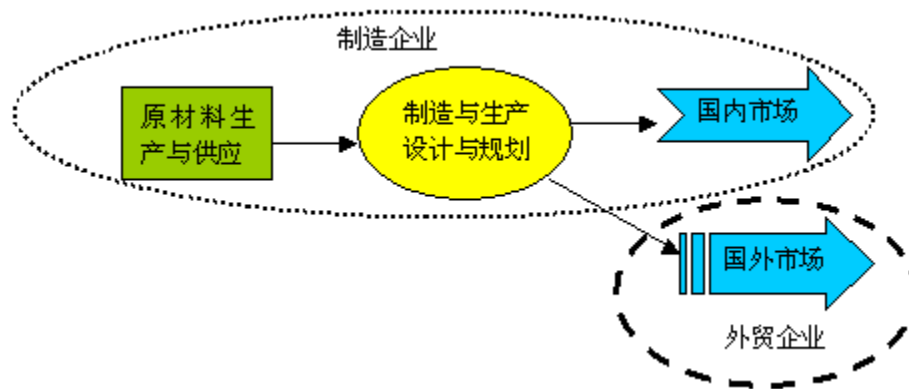 制造企业
原材料生
产与供应
制造与生产
设计与规划
国内市场
国外市场
外贸企业